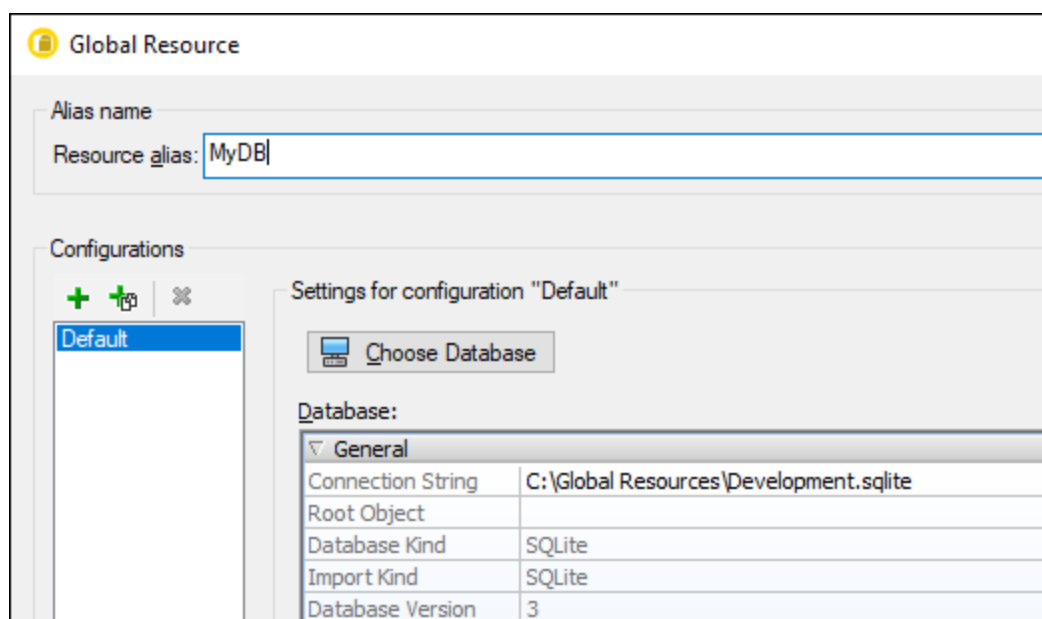 Global Resource
Alias name
Resource alias: MyDB
Configurations
Settings for configuration "Default"
Default
Choose Database
Database:
General
Connection String C:\Global Resources\Development.sqlite
Root Object
Database Kind SQLite
Import Kind SQLite
Database Version 3